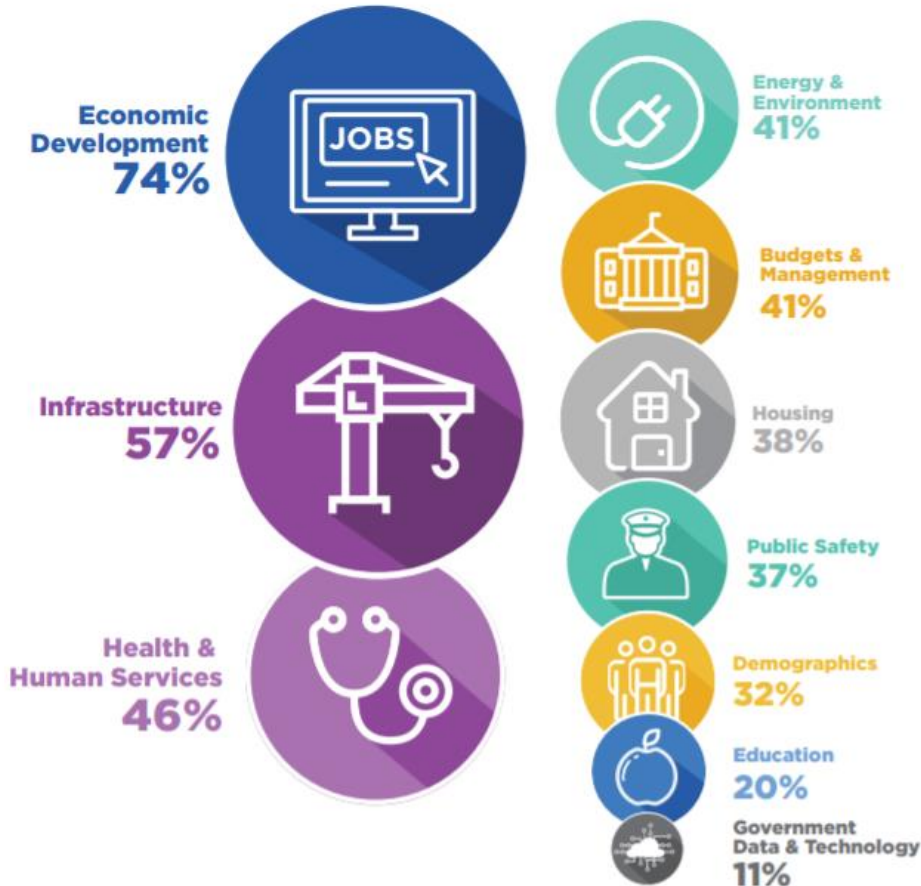 Economic
Development
74%
JOBS
Infrastructure
57%
Health &
Human Services
46%
Energy &
Environment
41%
Budgets &
Management
41%
Housing
38%
Public Safety
37%
Demographics
32%
Education
20%
Government
Data & Technology
11%